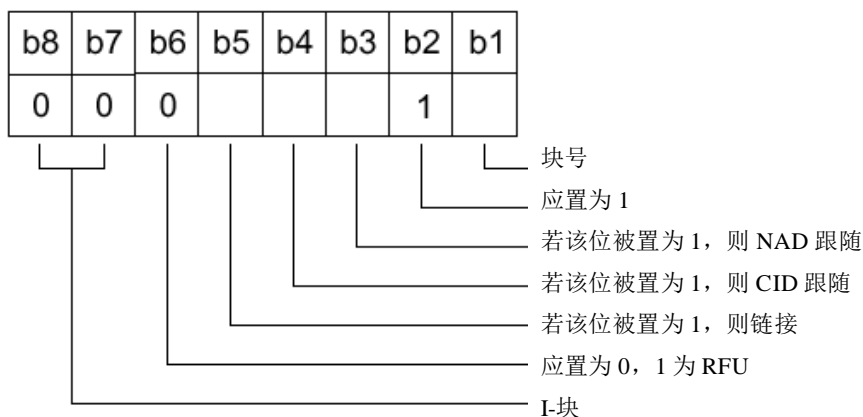 b8 b7 b6 b5 b4 b3 b2 b1
0 0 0 1
块号
应置为 1
若该位被置为 1，则 NAD 跟随
若该位被置为 1，则 CID 跟随
若该位被置为 1，则链接
应置为 0，1 为 RFU
I-块